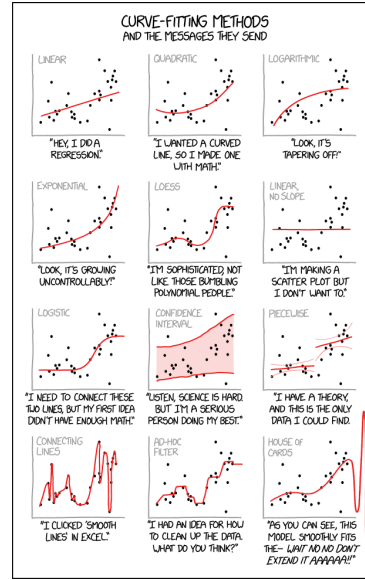 CURVE-FITTING METHODS
AND THE MESSAGES THEY SEND
LINEAR
"HEY, I DID A
REGRESSION."
QUADRATIC
"I WANTED A CURVED
LINE, SO I MADE ONE
WITH MATH."
LOGARITHMIC
"LOOK, IT'S
TAPERING OFF!"
EXPONENTIAL
"LOOK, IT'S GROWING
UNCONTROLLABLY!"
LOESS
"I'M SOPHISTICATED, NOT
LIKE THOSE BUMBLING
POLYNOMIAL PEOPLE."
LINEAR,
NO SLOPE
"I'M MAKING A
SCATTER PLOT BUT
I DON'T WANT TO."
LOGISTIC
"I NEED TO CONNECT THESE
TWO LINES, BUT MY FIRST IDEA
DIDN'T HAVE ENOUGH MATH."
CONFIDENCE
INTERVAL
"LISTEN, SCIENCE IS HARD.
BUT I'M A SERIOUS
PERSON DOING MY BEST."
PIECEWISE
"I HAVE A THEORY,
AND THIS IS THE ONLY
DATA I COULD FIND.
CONNECTING
LINES
"I CLICKED 'SMOOTH
LINES' IN EXCEL."
AD-HOC
FILTER
"I HAD AN IDEA FOR HOW
TO CLEAN UP THE DATA.
WHAT DO YOU THINK?"
HOUSE OF
CARDS
"AS YOU CAN SEE, THIS
MODEL SMOOTHLY FITS
THE- WAIT NO NO DON'T
EXTEND IT AAAAAA!!"